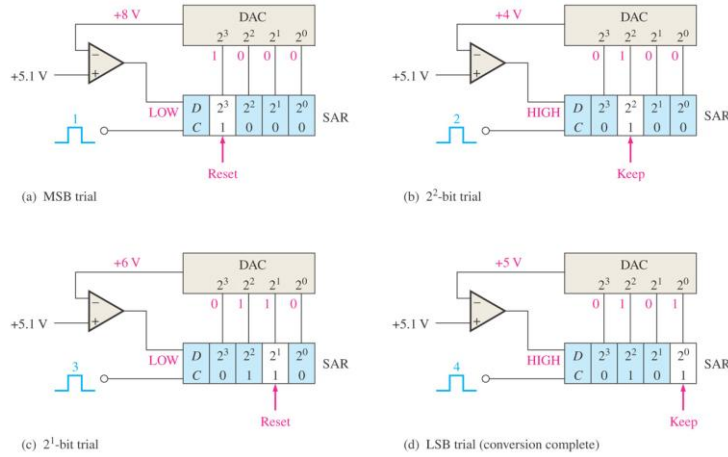 +8 V
DAC
2³ 2² 2¹ 2⁰
1 0 0 0
−
+
+5.1 V
LOW
D 2³ 2² 2¹ 2⁰
C 1 0 0 0
SAR
1
Reset
(a) MSB trial
+4 V
DAC
2³ 2² 2¹ 2⁰
0 1 0 0
−
+
+5.1 V
HIGH
D 2³ 2² 2¹ 2⁰
C 0 1 0 0
SAR
2
Keep
(b) 2²-bit trial
+6 V
DAC
2³ 2² 2¹ 2⁰
0 1 1 0
−
+
+5.1 V
LOW
D 2³ 2² 2¹ 2⁰
C 0 1 1 0
SAR
3
Reset
(c) 2¹-bit trial
+5 V
DAC
2³ 2² 2¹ 2⁰
0 1 0 1
−
+
+5.1 V
HIGH
D 2³ 2² 2¹ 2⁰
C 0 1 0 1
SAR
4
Keep
(d) LSB trial (conversion complete)